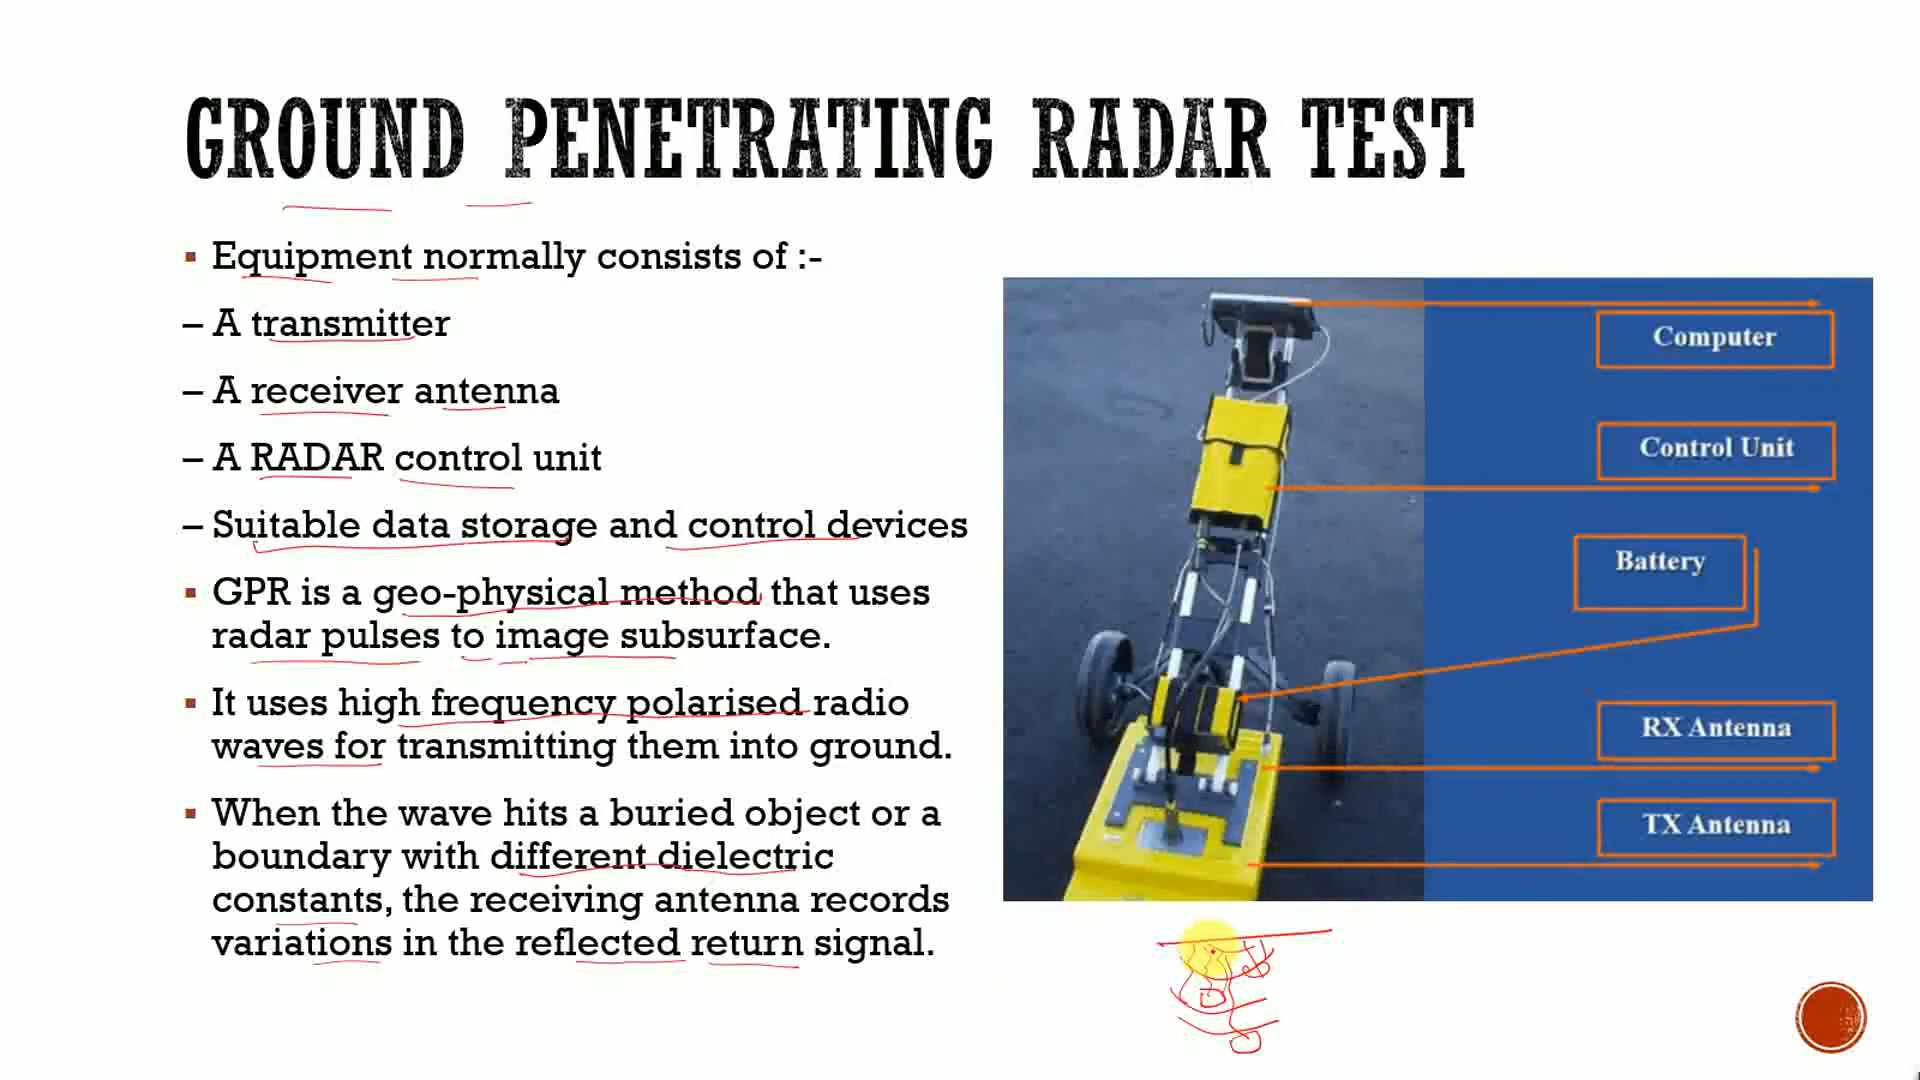 GROUND PENETRATING RADAR TEST
▪ Equipment normally consists of :-
– A transmitter
– A receiver antenna
– A RADAR control unit
– Suitable data storage and control devices
▪ GPR is a geo-physical method that uses
radar pulses to image subsurface.
▪ It uses high frequency polarised radio
waves for transmitting them into ground.
▪ When the wave hits a buried object or a
boundary with different dielectric
constants, the receiving antenna records
variations in the reflected return signal.
Computer
Control Unit
Battery
RX Antenna
TX Antenna